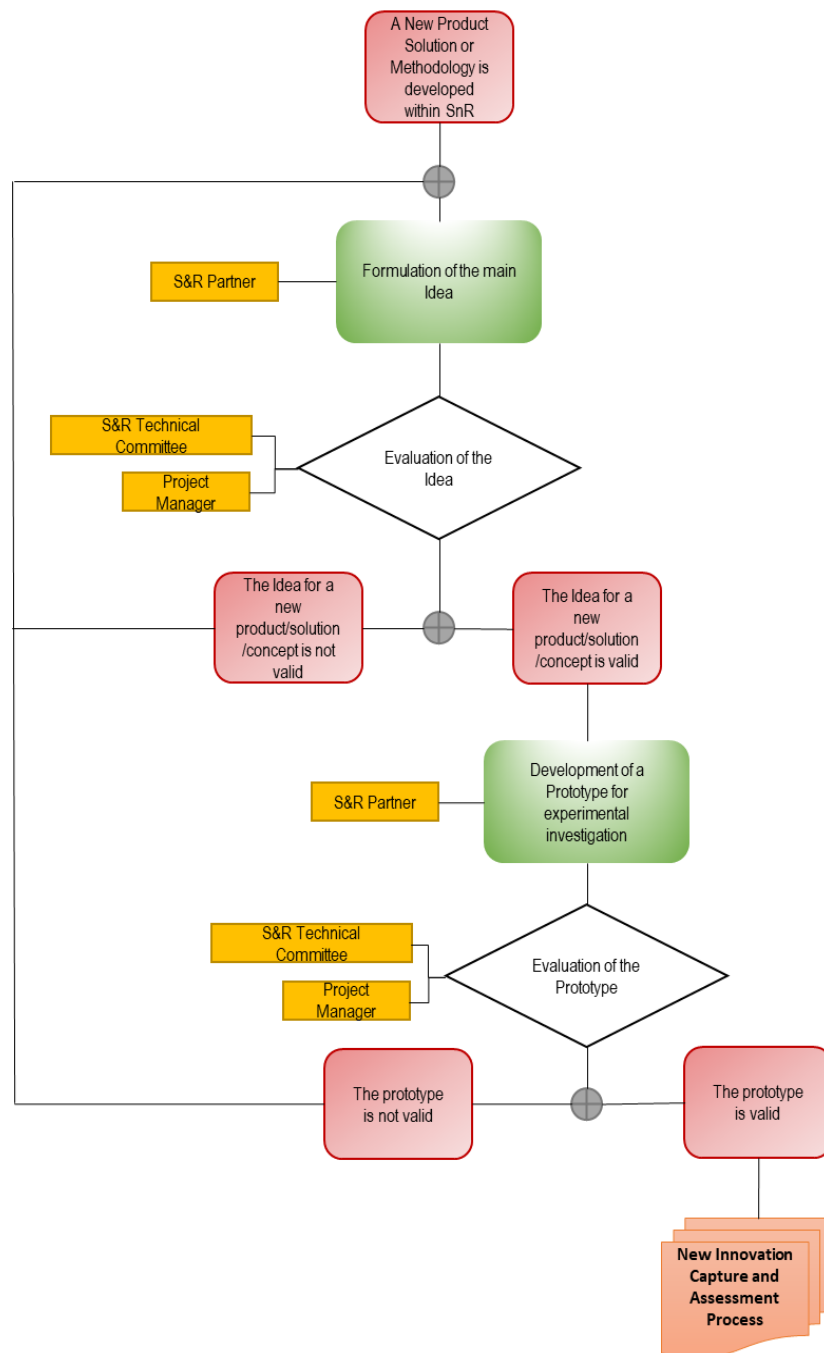 A New Product
Solution or
Methodology is
developed
within SnR
Formulation of the main
Idea
S&R Partner
S&R Technical
Committee
Project
Manager
Evaluation of the
Idea
The Idea for a
new
product/solution
/concept is not
valid
The Idea for a
new
product/solution
/concept is valid
Development of a
Prototype for
experimental
investigation
S&R Partner
S&R Technical
Committee
Project
Manager
Evaluation of the
Prototype
The prototype
is not valid
The prototype
is valid
New Innovation
Capture and
Assessment
Process